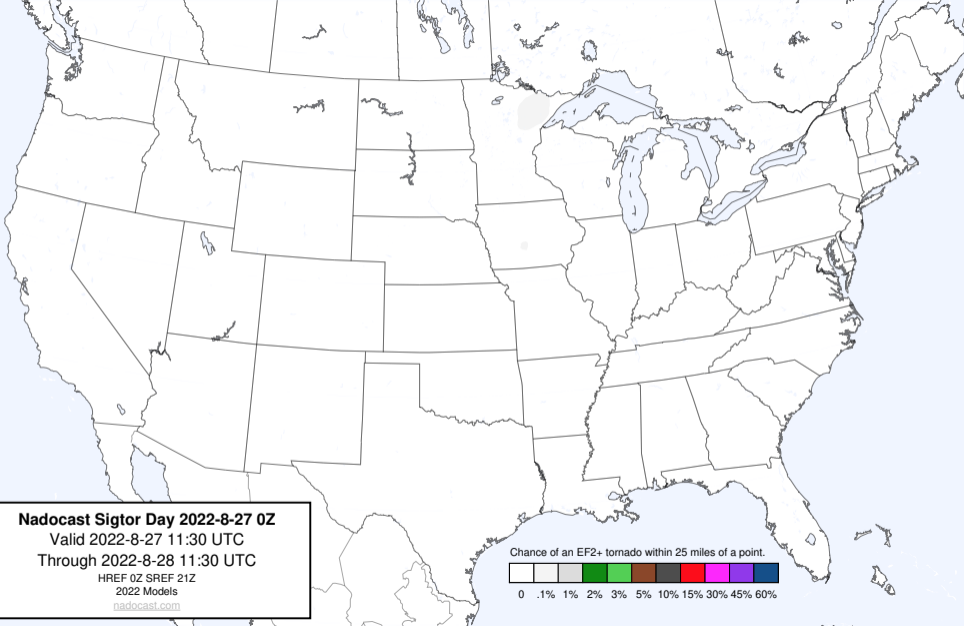 Nadocast Sigtor Day 2022-8-27 0Z
Valid 2022-8-27 11:30 UTC
Through 2022-8-28 11:30 UTC
HREF 0Z SREF 21Z
2022 Models
nadocast.com
Chance of an EF2+ tornado within 25 miles of a point.
0 .1% 1% 2% 3% 5% 10% 15% 30% 45% 60%